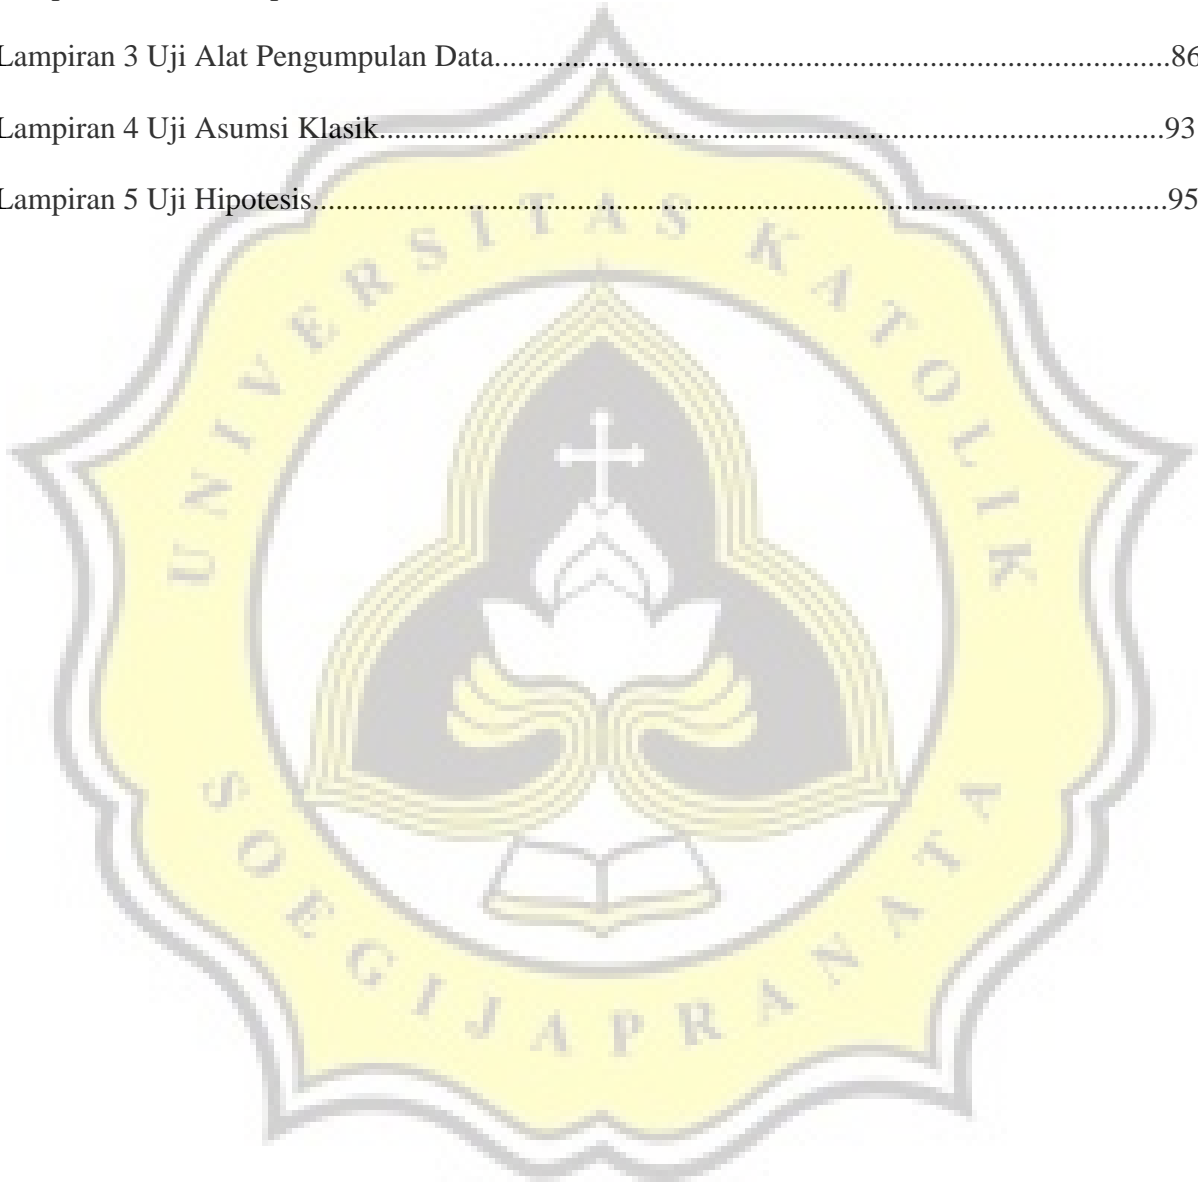 Lampiran 3 Uji Alat Pengumpulan Data.......................................................................................86
Lampiran 4 Uji Asumsi Klasik.....................................................................................................93
Lampiran 5 Uji Hipotesis..............................................................................................................95
UNIVERSITAS KATOLIK
SOEGIJAPRANATA